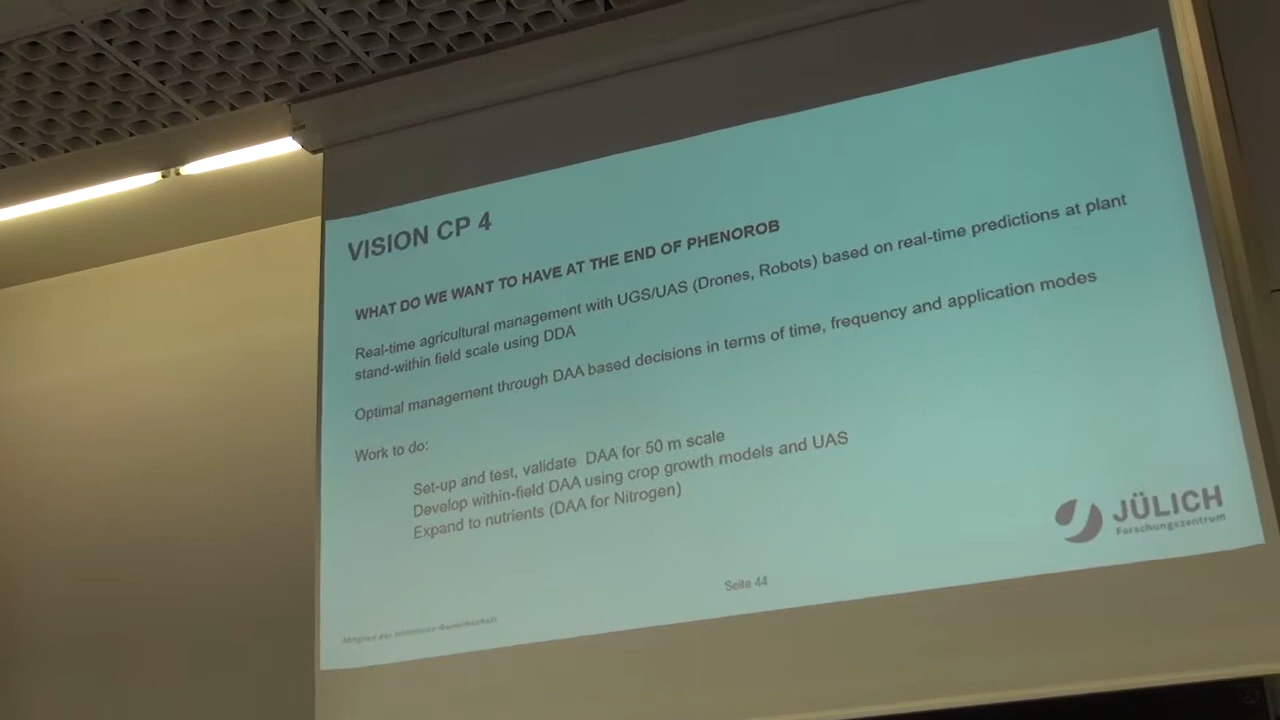 VISION CP 4
WHAT DO WE WANT TO HAVE AT THE END OF PHENOROB
Real-time agricultural management with UGS/UAS (Drones, Robots) based on real-time predictions at plant
stand-within field scale using DDA
Optimal management through DAA based decisions in terms of time, frequency and application modes
Work to do:
Set-up and test, validate DAA for 50 m scale
Develop within-field DAA using crop growth models and UAS
Expand to nutrients (DAA for Nitrogen)
JÜLICH
Forschungszentrum
Seite 44
Mitglied der Helmholtz-Gemeinschaft